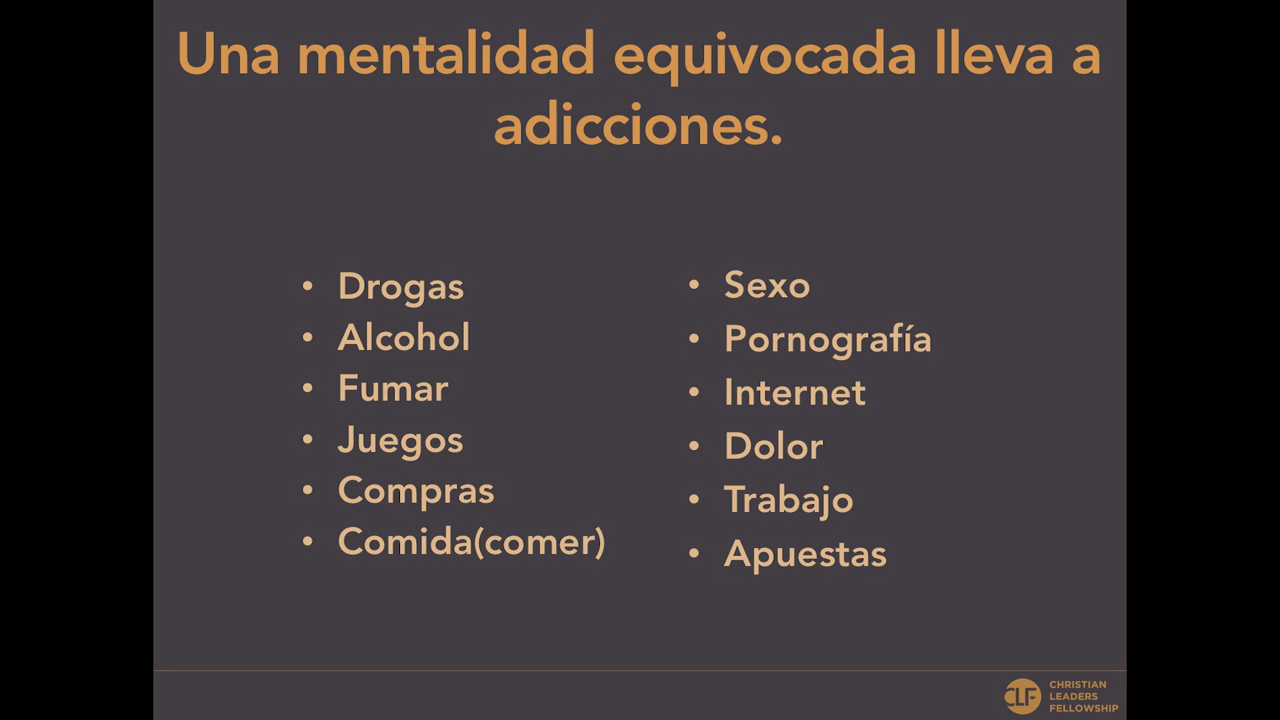 Una mentalidad equivocada lleva a
adicciones.
• Drogas
• Alcohol
• Fumar
• Juegos
• Compras
• Comida(comer)
• Sexo
• Pornografía
• Internet
• Dolor
• Trabajo
• Apuestas
CLF
CHRISTIAN
LEADERS
FELLOWSHIP